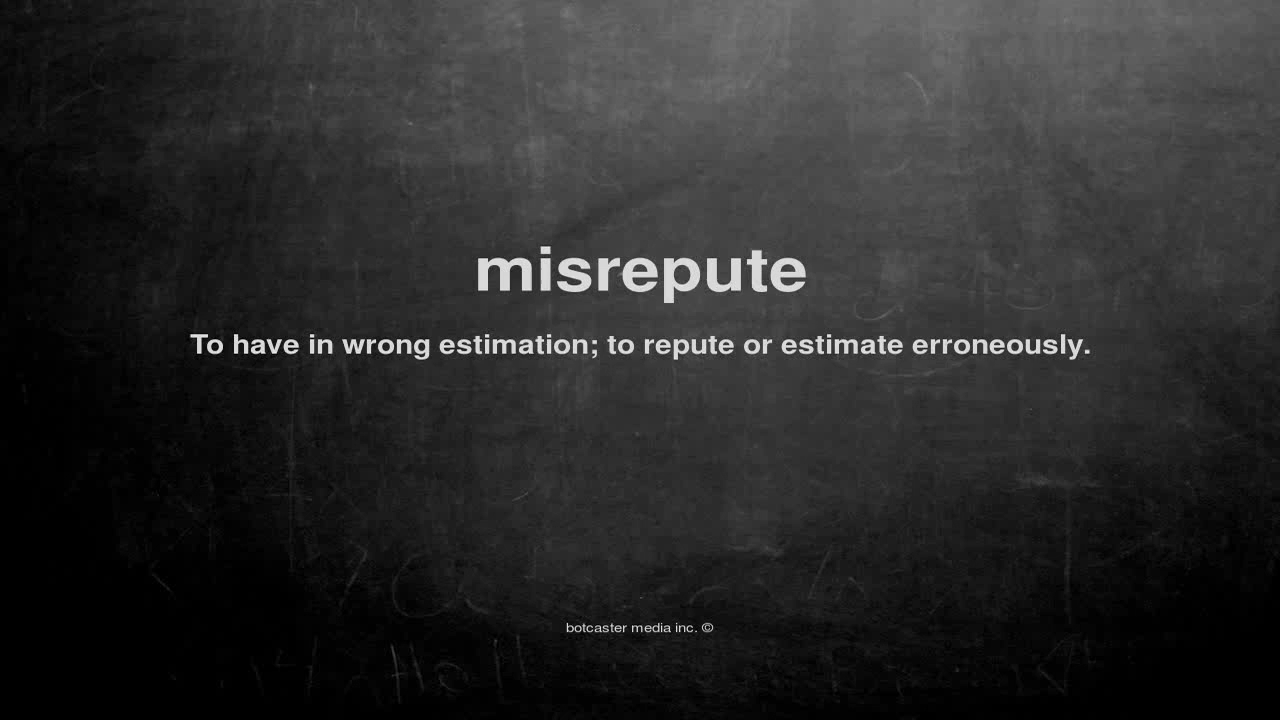 misrepute
To have in wrong estimation; to repute or estimate erroneously.
botcaster media inc. ©